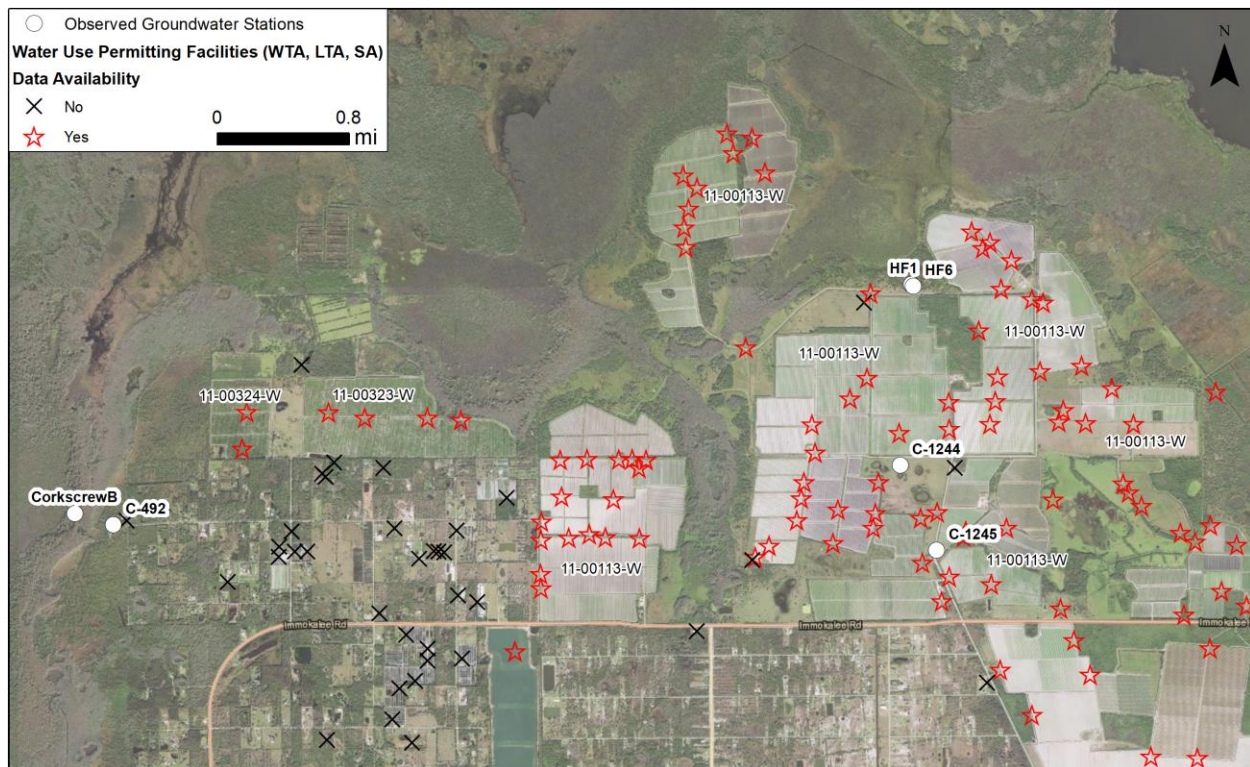 Observed Groundwater Stations
Water Use Permitting Facilities (WTA, LTA, SA)
Data Availability
No
Yes
0 0.8
mi
N
11-00113-W
HF1 HF6
11-00113-W
11-00113-W
11-00324-W 11-00323-W
11-00113-W
C-1244
CorkscrewB
C-492
C-1245
11-00113-W
11-00113-W
Immokalee Rd
Immokalee Rd
Immokalee Rd